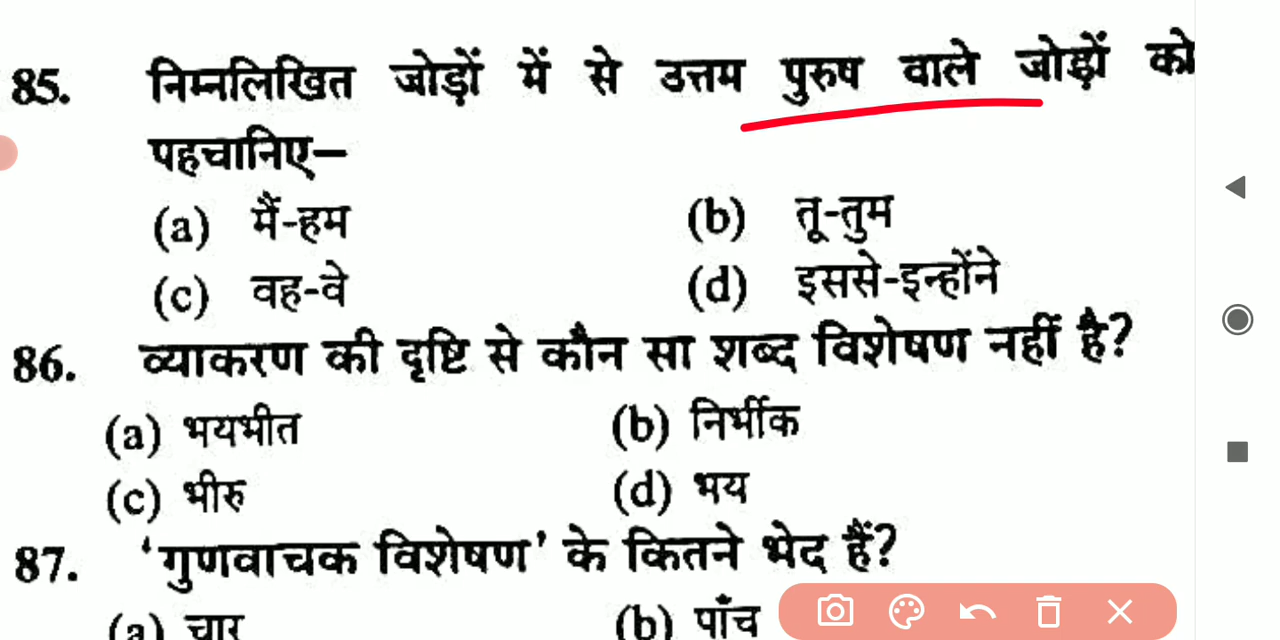 85. निम्नलिखित जोड़ों में से उत्तम पुरुष वाले जोड़ों को
पहचानिए—
(a) मैं-हम (b) तू-तुम
(c) वह-वे (d) इससे-इन्होंने
86. व्याकरण की दृष्टि से कौन सा शब्द विशेषण नहीं है?
(a) भयभीत (b) निर्भीक
(c) भीरु (d) भय
87. ‘गुणवाचक विशेषण’ के कितने भेद हैं?
(a) चार (b) पाँच